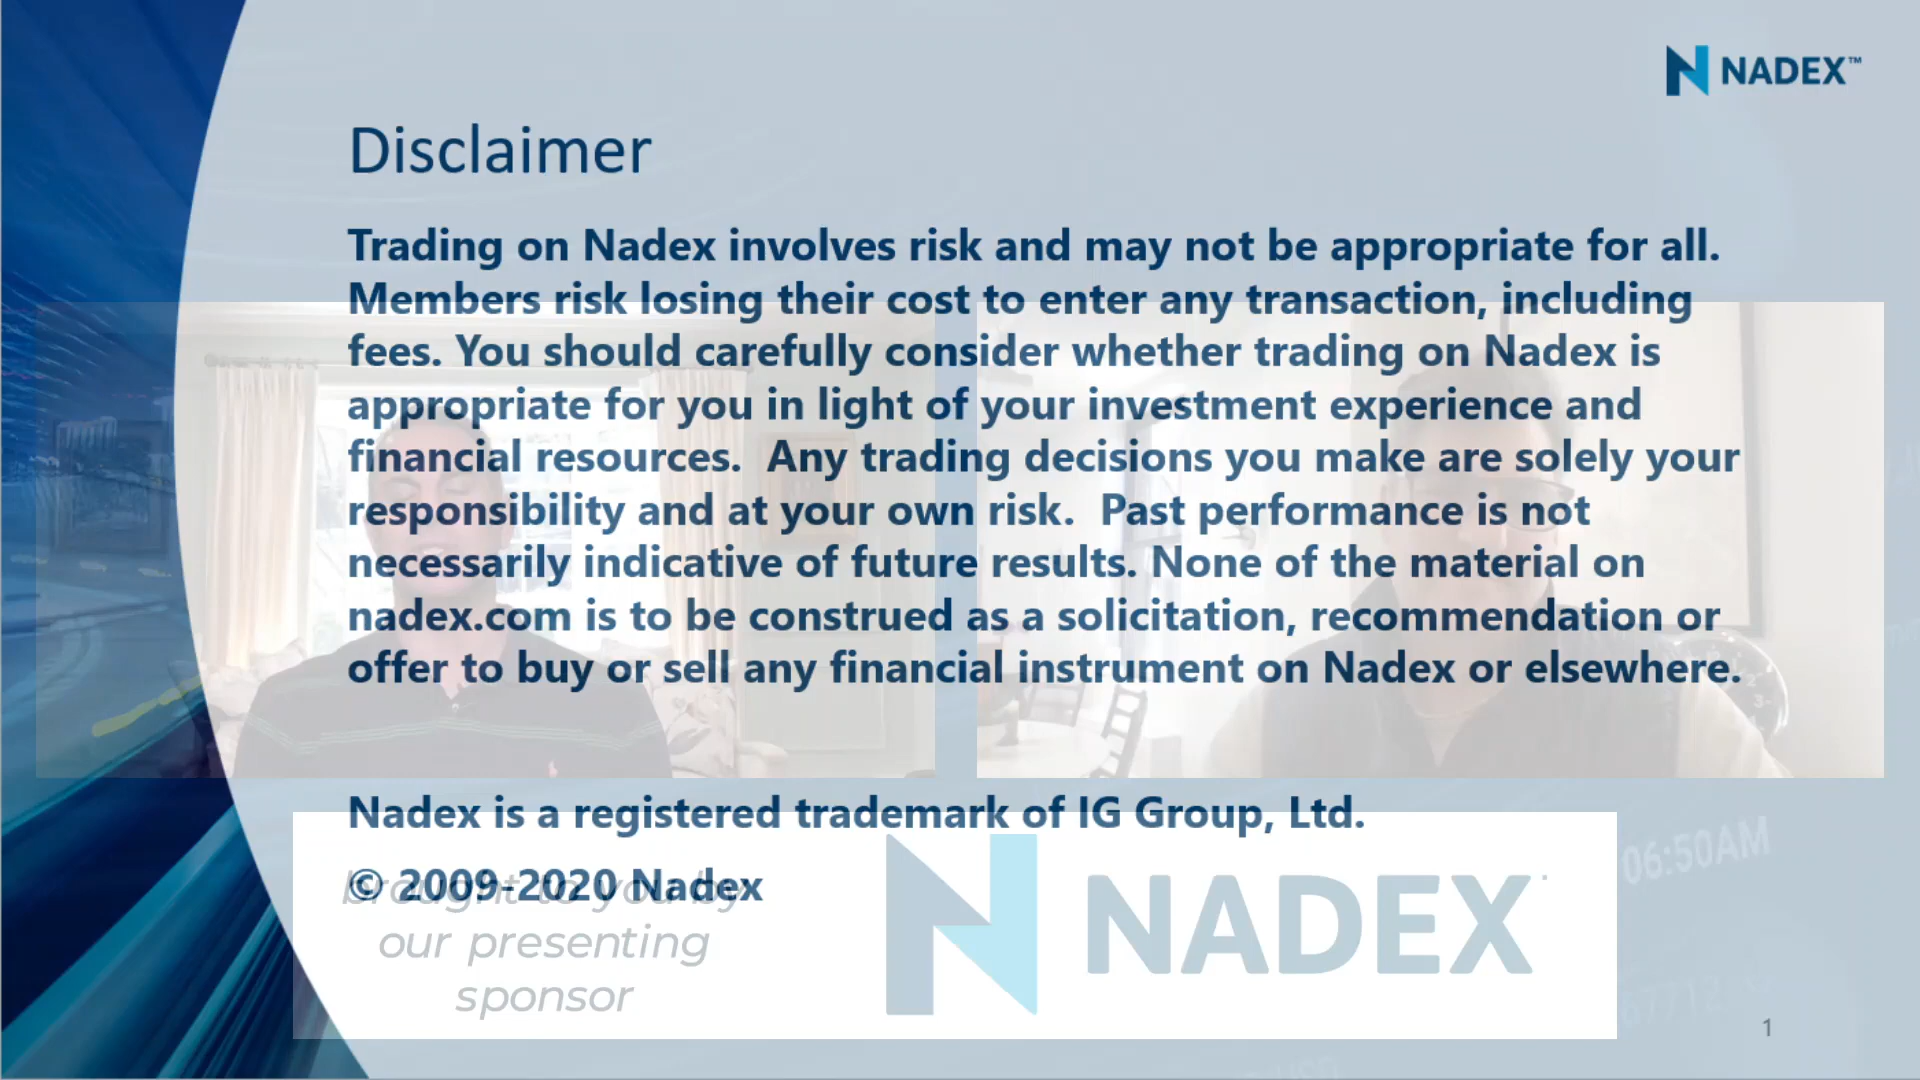 NADEX™
Disclaimer
Trading on Nadex involves risk and may not be appropriate for all.
Members risk losing their cost to enter any transaction, including
fees. You should carefully consider whether trading on Nadex is
appropriate for you in light of your investment experience and
financial resources.  Any trading decisions you make are solely your
responsibility and at your own risk.  Past performance is not
necessarily indicative of future results. None of the material on
nadex.com is to be construed as a solicitation, recommendation or
offer to buy or sell any financial instrument on Nadex or elsewhere.
Nadex is a registered trademark of IG Group, Ltd.
© 2009-2020 Nadex
brought to you by
our presenting
sponsor
NADEX
06:50AM
1